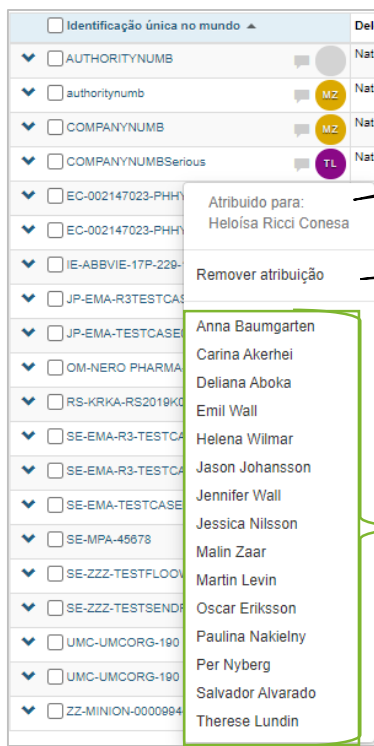 Identificação única no mundo
Del
AUTHORITYNUMB
Nat
authoritynumb
MZ
Nat
COMPANYNUMB
MZ
Nat
COMPANYNUMBSerious
TL
Nat
EC-002147023-PHHY
Atribuido para:
Heloísa Ricci Conesa
EC-002147023-PHHY
IE-ABBVIE-17P-229-
Remover atribuição
JP-EMA-R3TESTCAS
JP-EMA-TESTCASE
Anna Baumgarten
Carina Akerhei
OM-NERO PHARMA
Deliana Aboka
RS-KRKA-RS2019K0
Emil Wall
SE-EMA-R3-TESTCA
Helena Wilmar
SE-EMA-R3-TESTCA
Jason Johansson
Jennifer Wall
SE-EMA-TESTCASE
Jessica Nilsson
SE-MPA-45678
Malin Zaar
SE-ZZZ-TESTFLOOW
Martin Levin
SE-ZZZ-TESTSENDR
Oscar Eriksson
UMC-UMCORG-190
Paulina Nakielny
Per Nyberg
UMC-UMCORG-190
Salvador Alvarado
ZZ-MINION-0000994
Therese Lundin